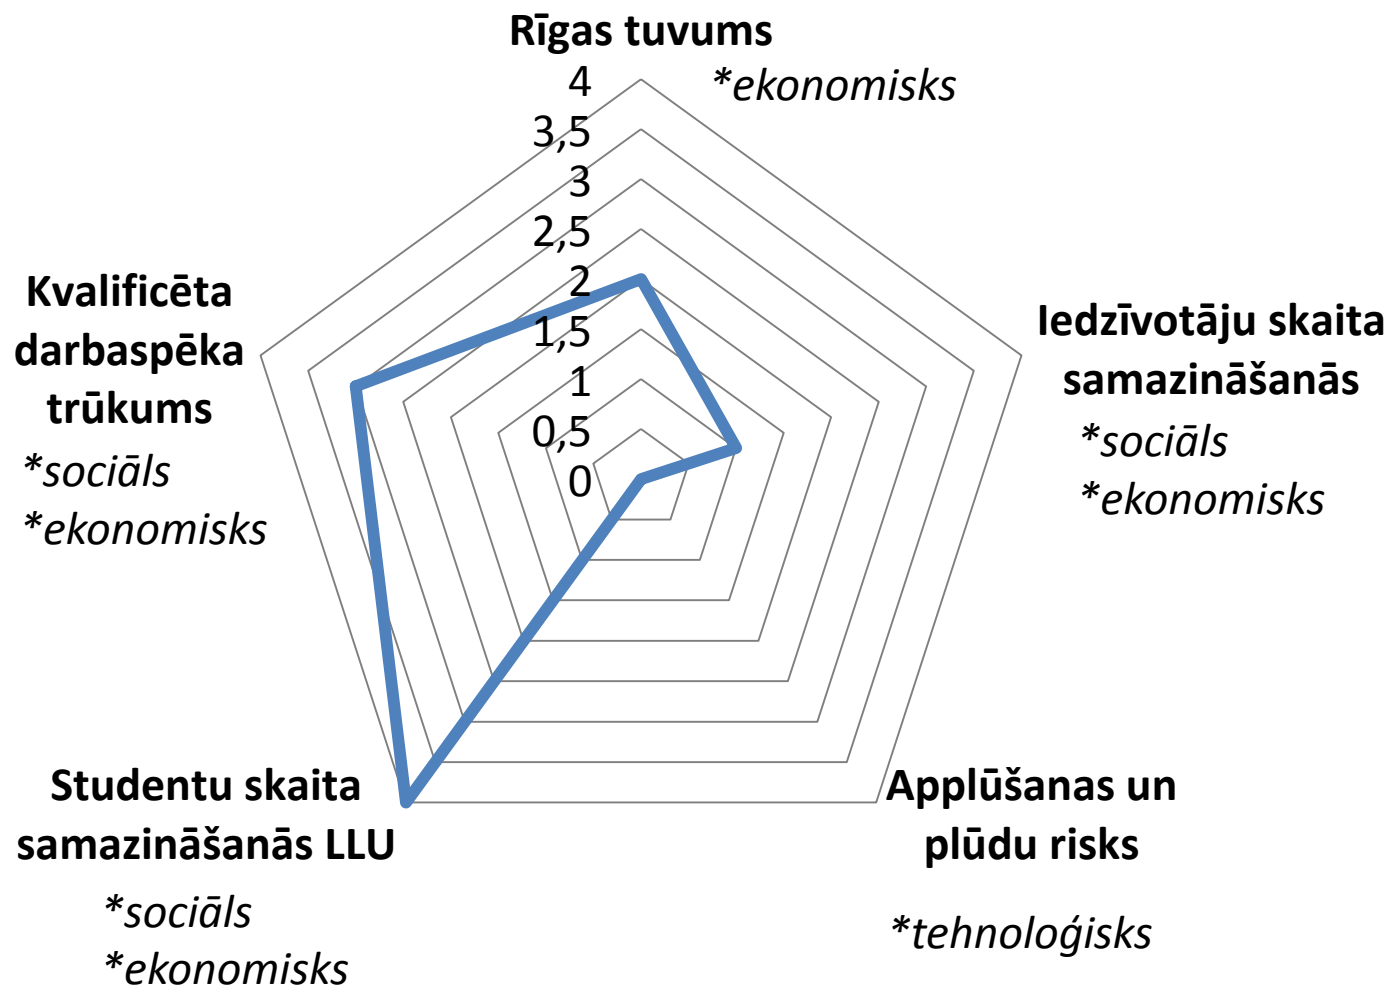 Rīgas tuvums
*ekonomisks
4
3,5
3
2,5
2
1,5
1
0,5
0
Iedzīvotāju skaita
samazināšanās
*sociāls
*ekonomisks
Applūšanas un
plūdu risks
*tehnoloģisks
Studentu skaita
samazināšanās LLU
*sociāls
*ekonomisks
Kvalificēta
darbaspēka
trūkums
*sociāls
*ekonomisks